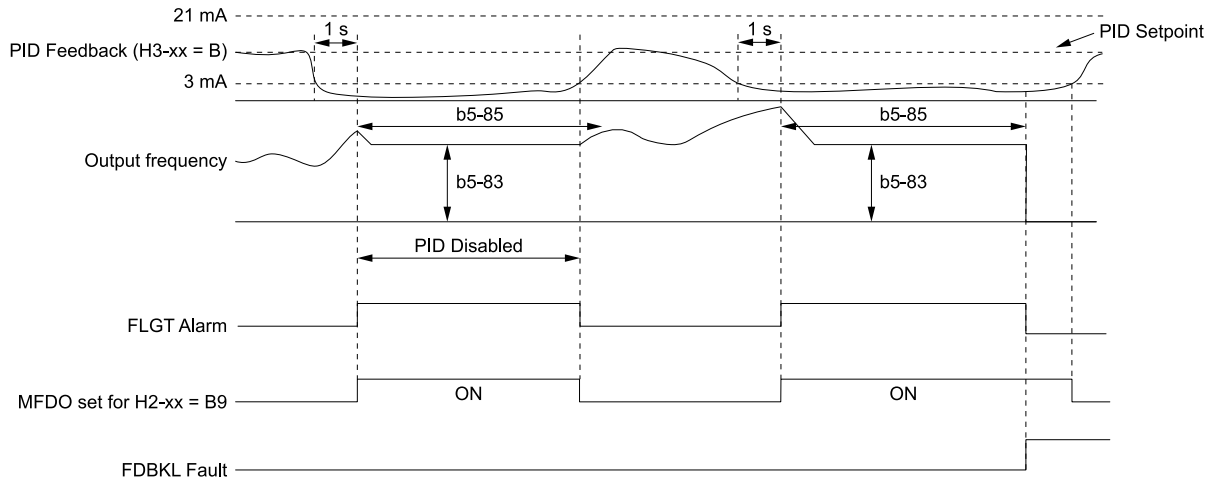 21 mA
1 s
1 s
PID Setpoint
PID Feedback (H3-xx = B)
3 mA
b5-85
b5-85
Output frequency
b5-83
b5-83
PID Disabled
FLGT Alarm
ON
ON
MFDO set for H2-xx = B9
FDBKL Fault